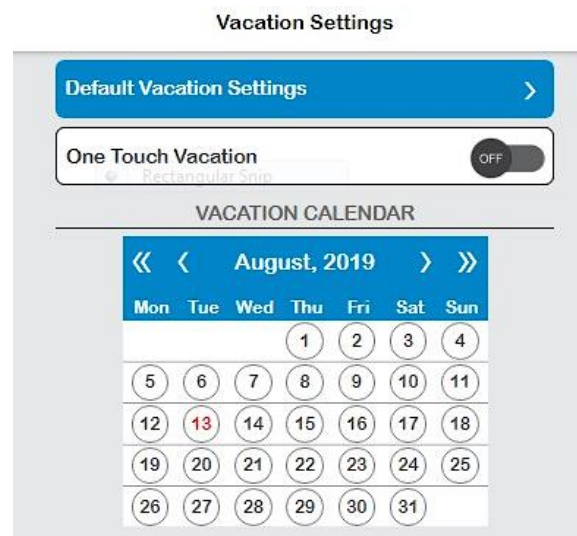 Vacation Settings
Default Vacation Settings
One Touch Vacation OFF
Rectangular Snip
VACATION CALENDAR
August, 2019
Mon Tue Wed Thu Fri Sat Sun
1 2 3 4
5 6 7 8 9 10 11
12 13 14 15 16 17 18
19 20 21 22 23 24 25
26 27 28 29 30 31